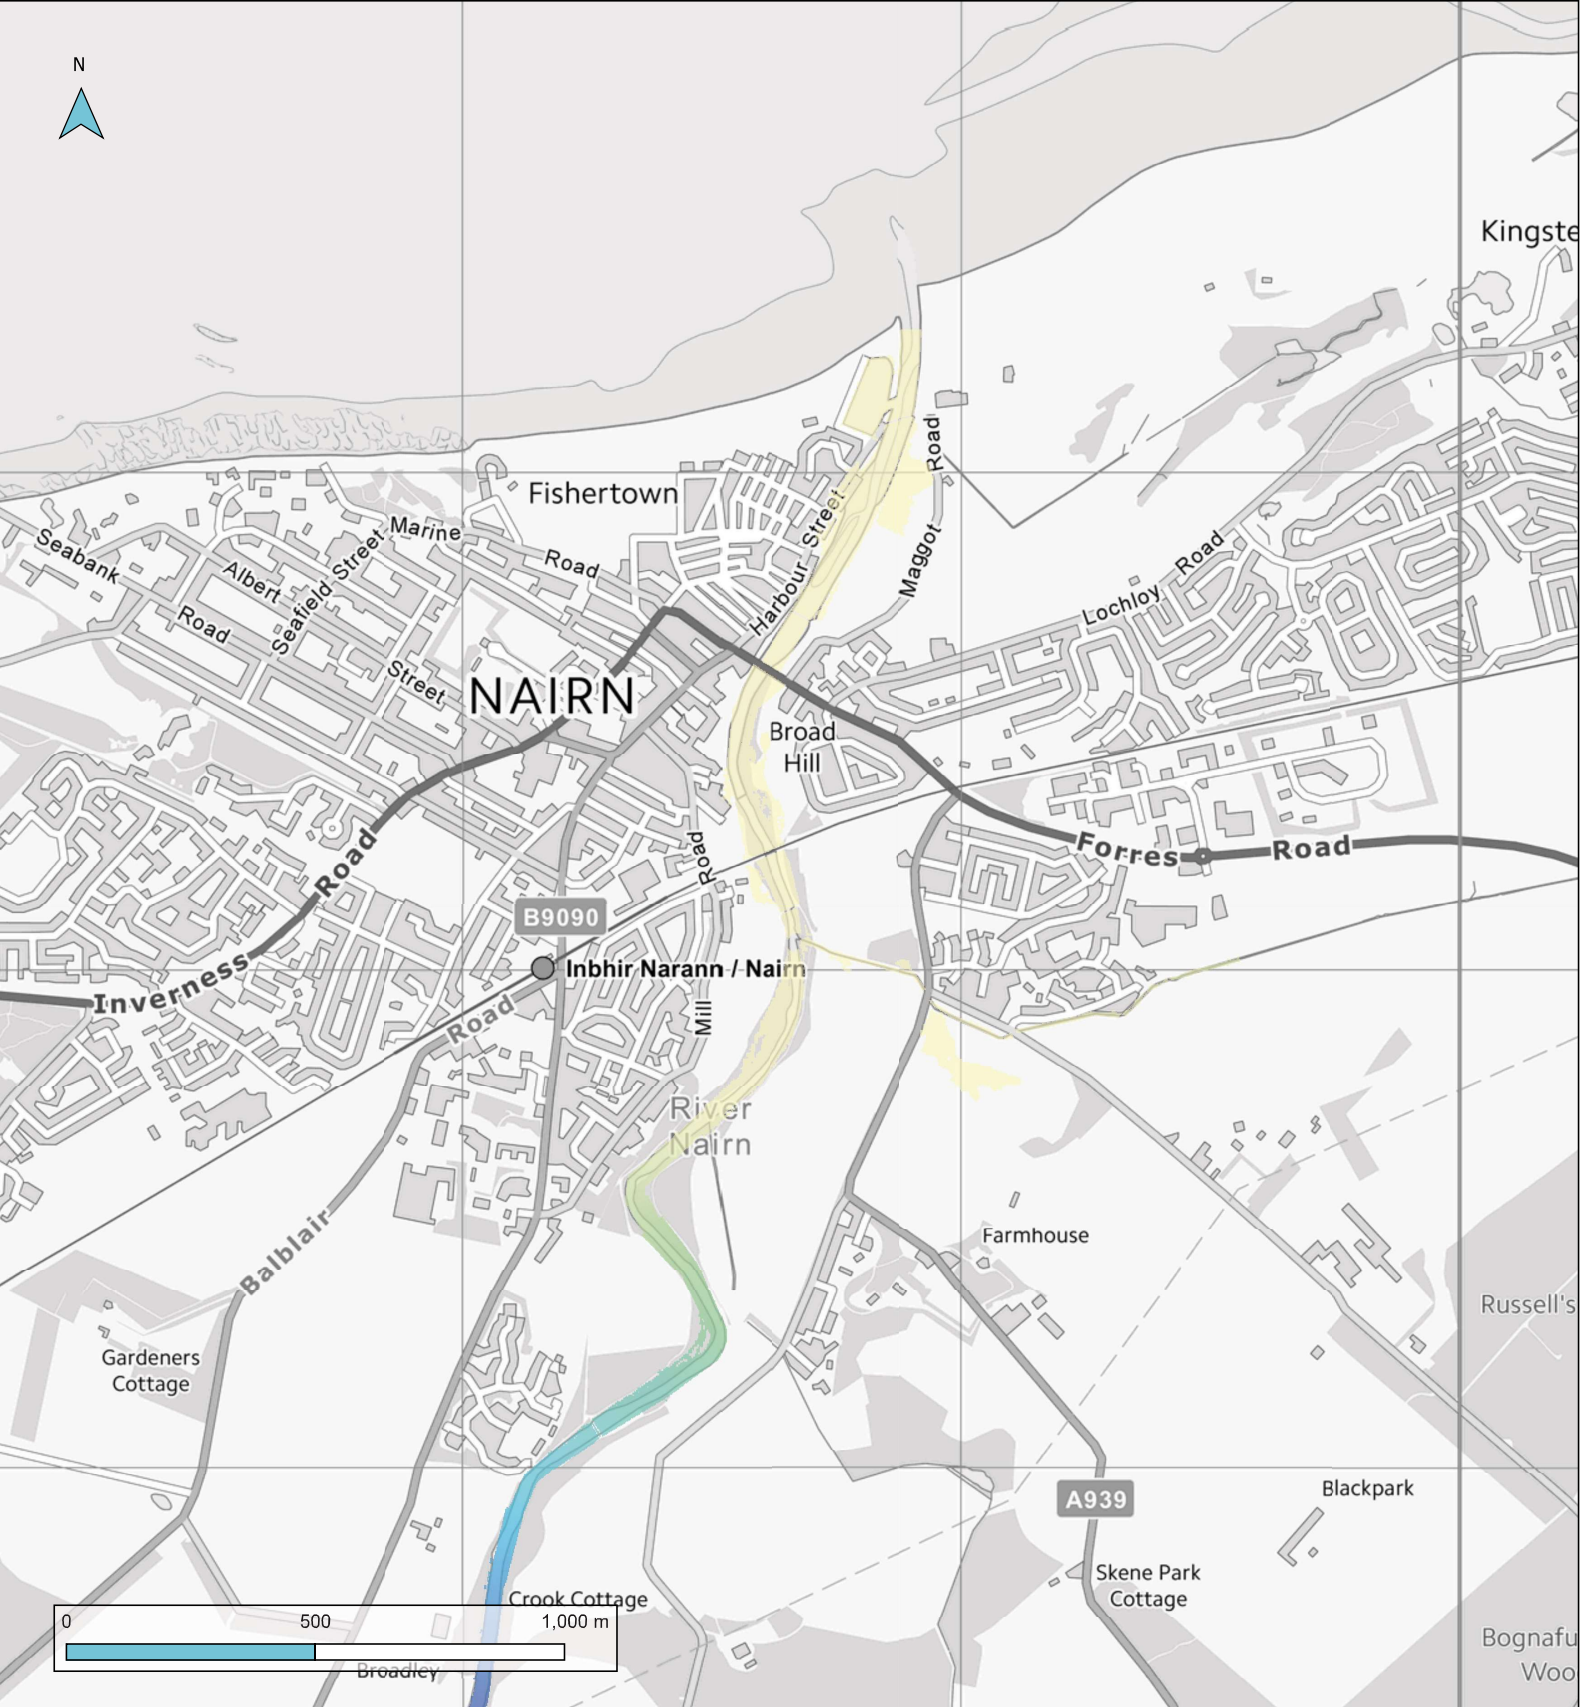 N
Kingste
Fishertown
Marine
Road
Seabank
Road
Albert
Street
Seafield Street
Harbour Street
Maggot
Road
Lochloy Road
NAIRN
Broad
Hill
Inverness Road
Forres Road
Road
Mill
B9090
Inbhir Narann / Nairn
Balblair Road
River
Nairn
Farmhouse
Russell's
Gardeners
Cottage
A939
Blackpark
Skene Park
Cottage
Crook Cottage
0 500 1,000 m
Broadley
Bognafu
Woo